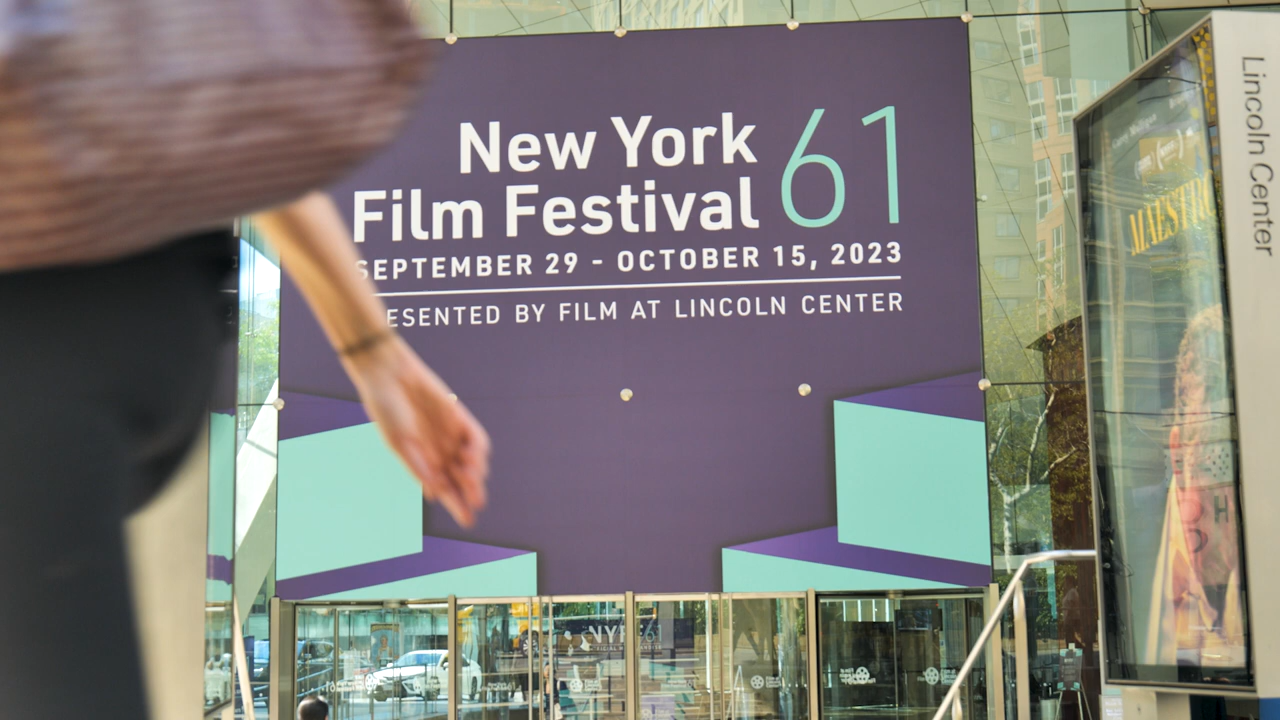 New York
Film Festival 61
SEPTEMBER 29 - OCTOBER 15, 2023
ESENTED BY FILM AT LINCOLN CENTER
Lincoln Center
MAESTRO